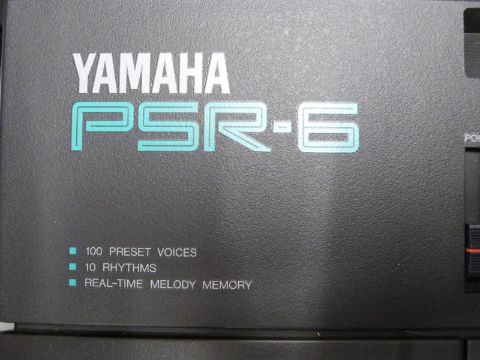 YAMAHA
PSR-6
100 PRESET VOICES
10 RHYTHMS
REAL-TIME MELODY MEMORY